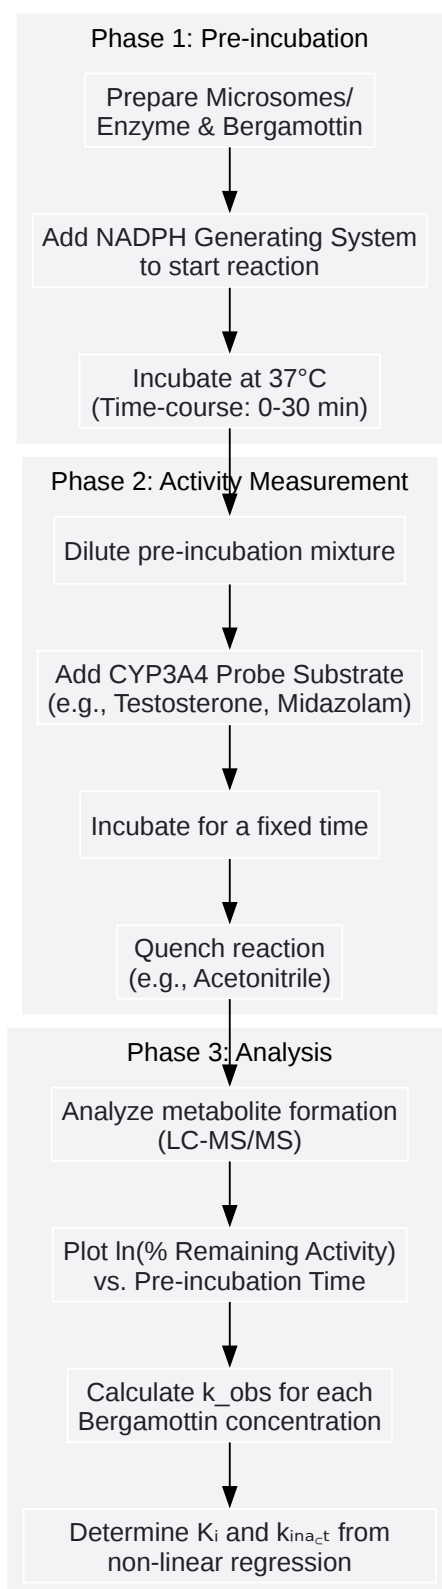 Phase 1: Pre-incubation
Prepare Microsomes/
Enzyme & Bergamottin
Add NADPH Generating System
to start reaction
Incubate at 37°C
(Time-course: 0-30 min)
Phase 2: Activity Measurement
Dilute pre-incubation mixture
Add CYP3A4 Probe Substrate
(e.g., Testosterone, Midazolam)
Incubate for a fixed time
Quench reaction
(e.g., Acetonitrile)
Phase 3: Analysis
Analyze metabolite formation
(LC-MS/MS)
Plot ln(% Remaining Activity)
vs. Pre-incubation Time
Calculate k_obs for each
Bergamottin concentration
Determine Kᵢ and kᵢₙₐ꜀ₜ from
non-linear regression